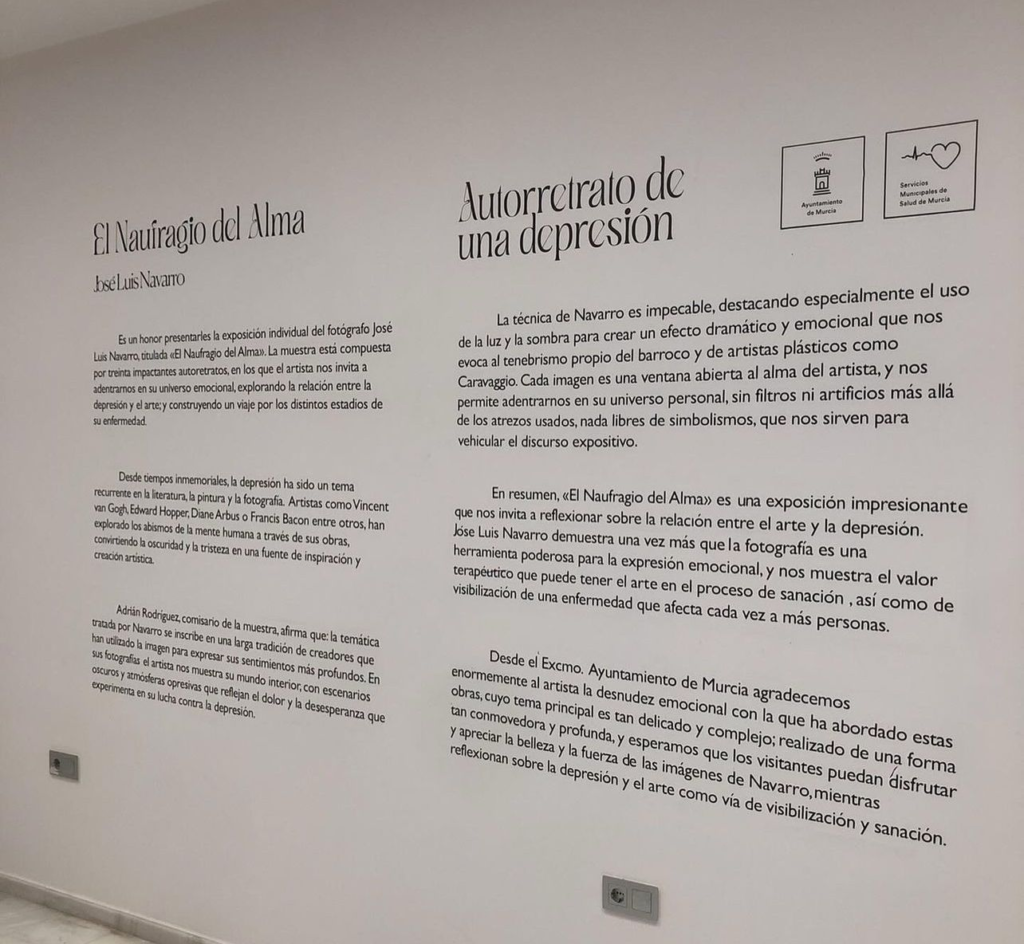 El Naufragio del Alma
José Luis Navarro
Es un honor presentarles la exposición individual del fotógrafo José
Luis Navarro, titulada «El Naufragio del Alma». La muestra está compuesta
por treinta impactantes autoretratos, en los que el artista nos invita a
adentrarnos en su universo emocional, explorando la relación entre la
depresión y el arte; y construyendo un viaje por los distintos estadios de
su enfermedad.
Desde tiempos inmemoriales, la depresión ha sido un tema
recurrente en la literatura, la pintura y la fotografía. Artistas como Vincent
van Gogh, Edward Hopper, Diane Arbus o Francis Bacon entre otros, han
explorado los abismos de la mente humana a través de sus obras,
convirtiendo la oscuridad y la tristeza en una fuente de inspiración y
creación artística.
Adrián Rodríguez, comisario de la muestra, afirma que: la temática
tratada por Navarro se inscribe en una larga tradición de creadores que
han utilizado la imagen para expresar sus sentimientos más profundos. En
sus fotografías el artista nos muestra su mundo interior, con escenarios
oscuros y atmósferas opresivas que reflejan el dolor y la desesperanza que
experimenta en su lucha contra la depresión.
Autorretrato de
una depresión
Ayuntamiento
de Murcia
Servicios
Municipales de
Salud de Murcia
La técnica de Navarro es impecable, destacando especialmente el uso
de la luz y la sombra para crear un efecto dramático y emocional que nos
evoca al tenebrismo propio del barroco y de artistas plásticos como
Caravaggio. Cada imagen es una ventana abierta al alma del artista, y nos
permite adentrarnos en su universo personal, sin filtros ni artificios más allá
de los atrezos usados, nada libres de simbolismos, que nos sirven para
vehicular el discurso expositivo.
En resumen, «El Naufragio del Alma» es una exposición impresionante
que nos invita a reflexionar sobre la relación entre el arte y la depresión.
Jóse Luis Navarro demuestra una vez más que la fotografía es una
herramienta poderosa para la expresión emocional, y nos muestra el valor
terapéutico que puede tener el arte en el proceso de sanación , así como de
visibilización de una enfermedad que afecta cada vez a más personas.
Desde el Excmo. Ayuntamiento de Murcia agradecemos
enormemente al artista la desnudez emocional con la que ha abordado estas
obras, cuyo tema principal es tan delicado y complejo; realizado de una forma
tan conmovedora y profunda, y esperamos que los visitantes puedan disfrutar
y apreciar la belleza y la fuerza de las imágenes de Navarro, mientras
reflexionan sobre la depresión y el arte como vía de visibilización y sanación.